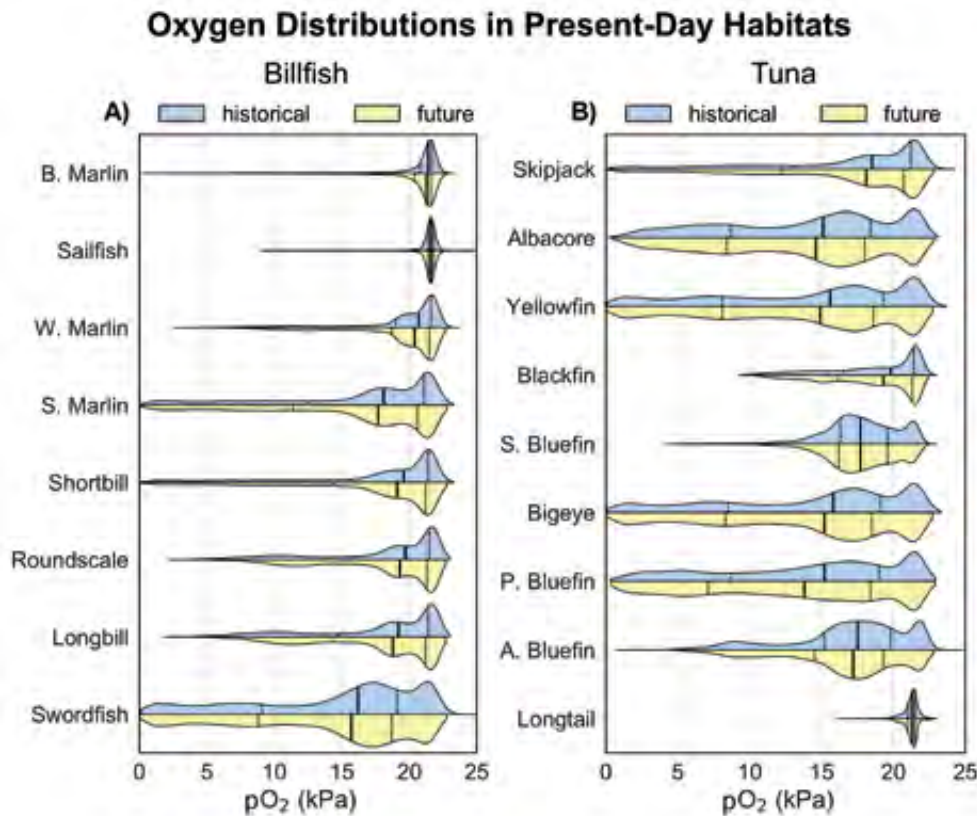 Oxygen Distributions in Present-Day Habitats
Billfish
Tuna
A)
historical
future
B)
historical
future
B. Marlin
Sailfish
W. Marlin
S. Marlin
Shortbill
Roundscale
Longbill
Swordfish
0 5 10 15 20 25
pO₂ (kPa)
Skipjack
Albacore
Yellowfin
Blackfin
S. Bluefin
Bigeye
P. Bluefin
A. Bluefin
Longtail
0 5 10 15 20 25
pO₂ (kPa)